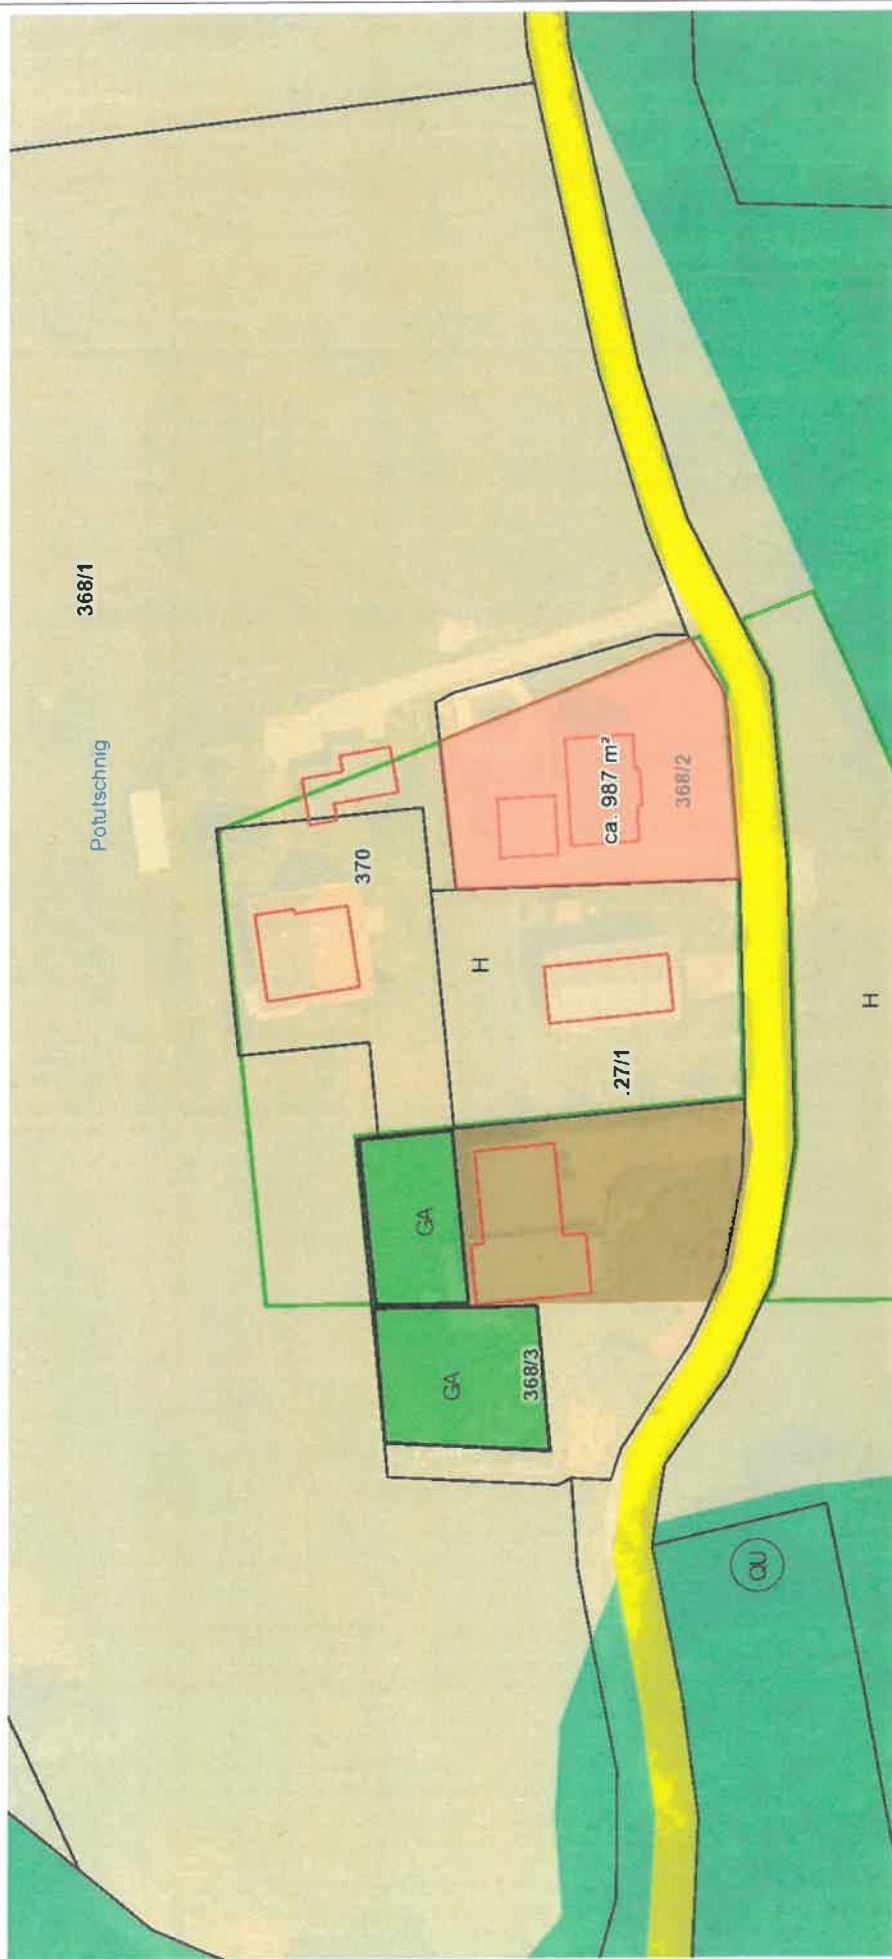 368/1
Potutschnig
370
ca. 987 m²
368/2
H
.27/1
H
GA
GA
368/3
QU